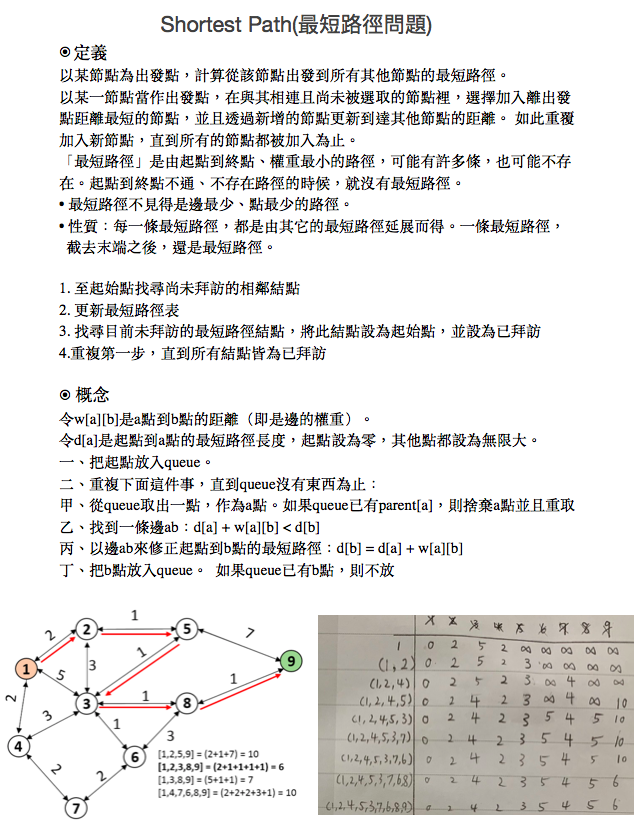 Shortest Path(最短路徑問題)
◉ 定義
以某節點為出發點，計算從該節點出發到所有其他節點的最短路徑。
以某一節點當作出發點，在與其相連且尚未被選取的節點裡，選擇加入離出發
點距離最短的節點，並且透過新增的節點更新到達其他節點的距離。 如此重覆
加入新節點，直到所有的節點都被加入為止。
「最短路徑」是由起點到終點、權重最小的路徑，可能有許多條，也可能不存
在。起點到終點不通、不存在路徑的時候，就沒有最短路徑。
• 最短路徑不見得是邊最少、點最少的路徑。
• 性質：每一條最短路徑，都是由其它的最短路徑延展而得。一條最短路徑，
截去末端之後，還是最短路徑。
1. 至起始點找尋尚未拜訪的相鄰結點
2. 更新最短路徑表
3. 找尋目前未拜訪的最短路徑結點，將此結點設為起始點，並設為已拜訪
4.重複第一步，直到所有結點皆為已拜訪
◉ 概念
令w[a][b]是a點到b點的距離（即是邊的權重）。
令d[a]是起點到a點的最短路徑長度，起點設為零，其他點都設為無限大。
一、把起點放入queue。
二、重複下面這件事，直到queue沒有東西為止：
甲、從queue取出一點，作為a點。如果queue已有parent[a]，則捨棄a點並且重取
乙、找到一條邊ab：d[a] + w[a][b] < d[b]
丙、以邊ab來修正起點到b點的最短路徑：d[b] = d[a] + w[a][b]
丁、把b點放入queue。 如果queue已有b點，則不放
1
2
2
1
5
7
9
5
3
1
1
2
3
1
8
3
1
3
4
6
2
2
7
[1,2,5,9] = (2+1+7) = 10
[1,2,3,8,9] = (2+1+1+1+1) = 6
[1,3,8,9] = (5+1+1) = 7
[1,4,7,6,8,9] = (2+2+2+3+1) = 10
1 0 2 5 2 ∞ ∞ ∞ ∞ ∞
(1,2) 0 2 5 2 3 ∞ ∞ ∞ ∞
(1,2,4) 0 2 5 2 3 ∞ 4 ∞ ∞
(1,2,4,5) 0 2 4 2 3 ∞ 4 ∞ 10
(1,2,4,5,3) 0 2 4 2 3 5 4 5 10
(1,2,4,5,3,7) 0 2 4 2 3 5 4 5 10
(1,2,4,5,3,7,6) 0 2 4 2 3 5 4 5 10
(1,2,4,5,3,7,6,8) 0 2 4 2 3 5 4 5 6
(1,2,4,5,3,7,6,8,9) 0 2 4 2 3 5 4 5 6